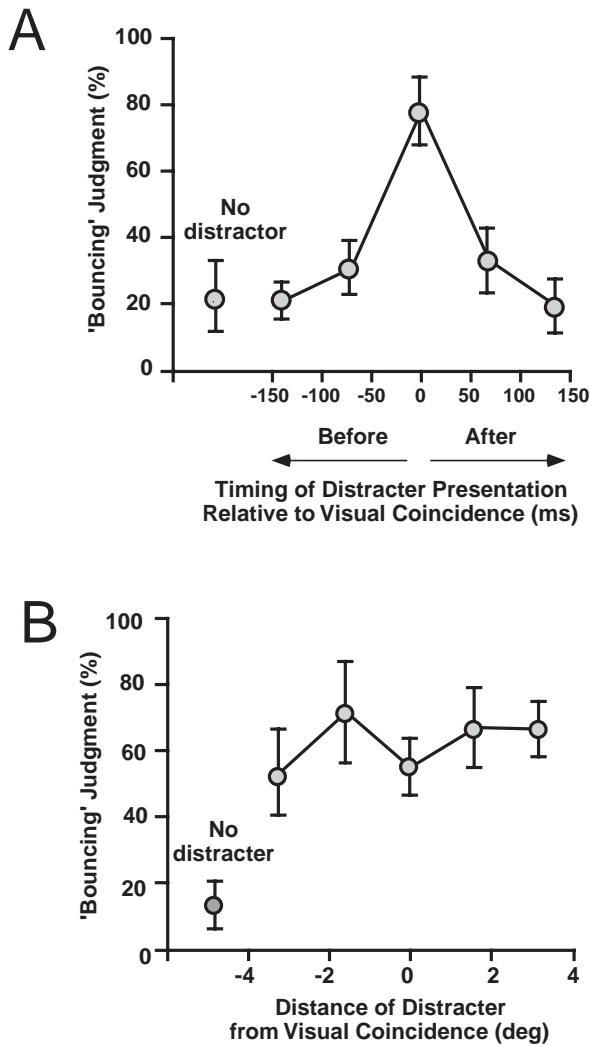 A
100
80
60
40
20
0
'Bouncing' Judgment (%)
No
distractor
-150 -100 -50 0 50 100 150
Before After
Timing of Distracter Presentation
Relative to Visual Coincidence (ms)
B
100
80
60
40
20
0
'Bouncing' Judgment (%)
No
distracter
-4 -2 0 2 4
Distance of Distracter
from Visual Coincidence (deg)